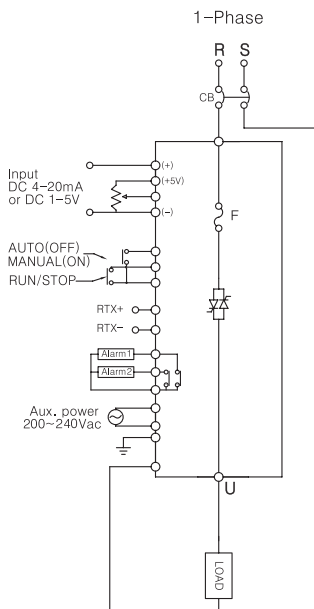 1-Phase
R S
CB
Input
DC 4-20mA
or DC 1-5V
(+)
(+5V)
(-)
F
AUTO(OFF)
MANUAL(ON)
RUN/STOP
RTX+
RTX-
Alarm1
Alarm2
Aux. power
200~240Vac
U
LOAD